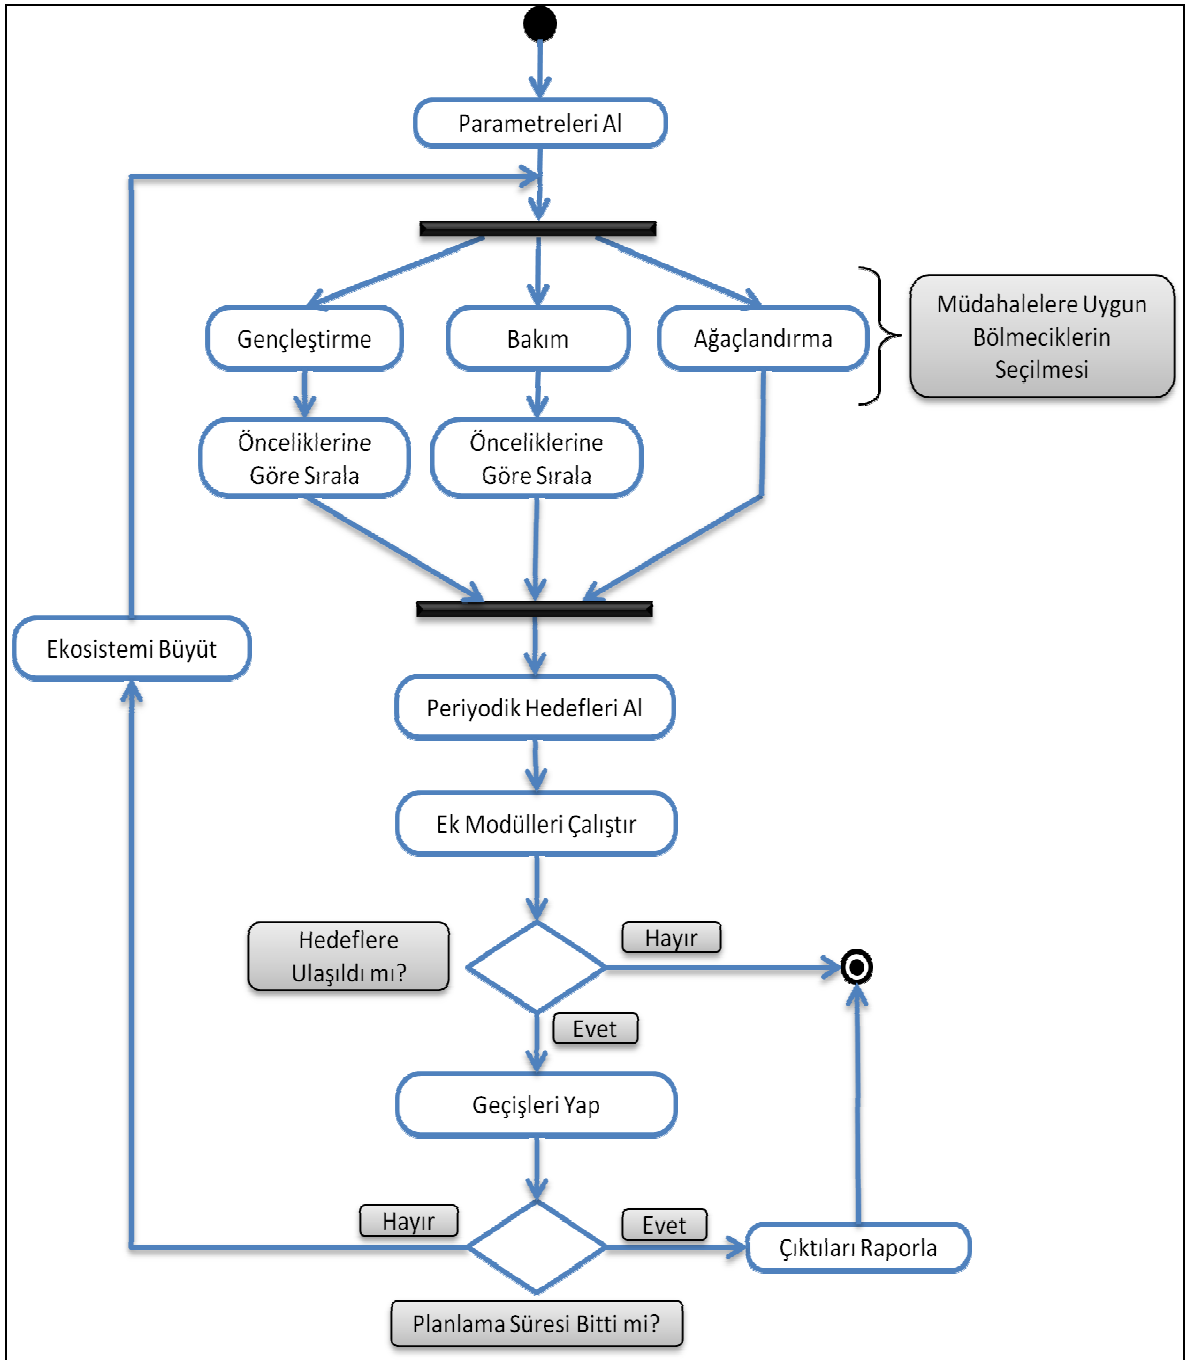 Parametreleri Al
Gençleştirme
Bakım
Ağaçlandırma
Müdahalelere Uygun
Bölmeciklerin
Seçilmesi
Önceliklerine
Göre Sırala
Önceliklerine
Göre Sırala
Ekosistemi Büyüt
Periyodik Hedefleri Al
Ek Modülleri Çalıştır
Hedeflere
Ulaşıldı mı?
Hayır
Evet
Geçişleri Yap
Hayır
Evet
Çıktıları Raporla
Planlama Süresi Bitti mi?